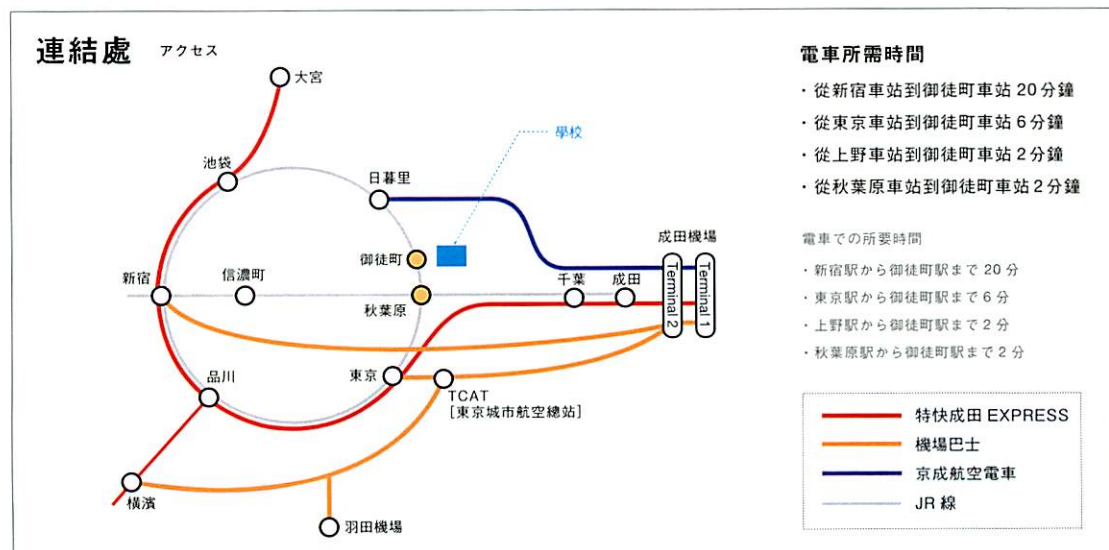 連結處 アクセス
大宮
池袋
日暮里
學校
御徒町
成田機場
新宿
信濃町
秋葉原
千葉
成田
Terminal 2
Terminal 1
品川
東京
TCAT
[東京城市航空總站]
橫濱
羽田機場
電車所需時間
・從新宿車站到御徒町車站 20 分鐘
・從東京車站到御徒町車站 6 分鐘
・從上野車站到御徒町車站 2 分鐘
・從秋葉原車站到御徒町車站 2 分鐘
電車での所要時間
・新宿駅から御徒町駅まで 20 分
・東京駅から御徒町駅まで 6 分
・上野駅から御徒町駅まで 2 分
・秋葉原駅から御徒町駅まで 2 分
特快成田 EXPRESS
機場巴士
京成航空電車
JR 線